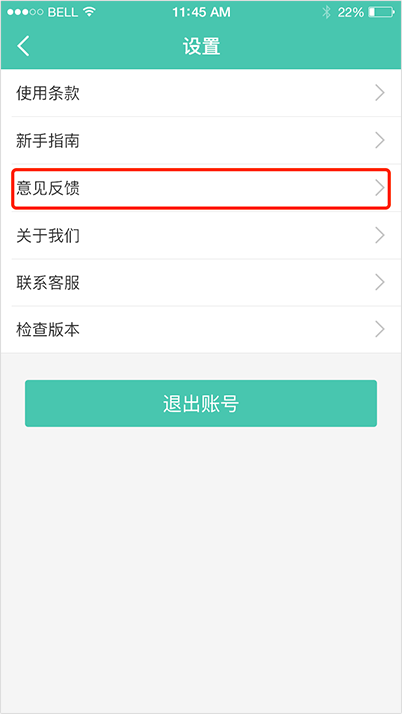 BELL 11:45 AM 22%
设置
使用条款
新手指南
意见反馈
关于我们
联系客服
检查版本
退出账号